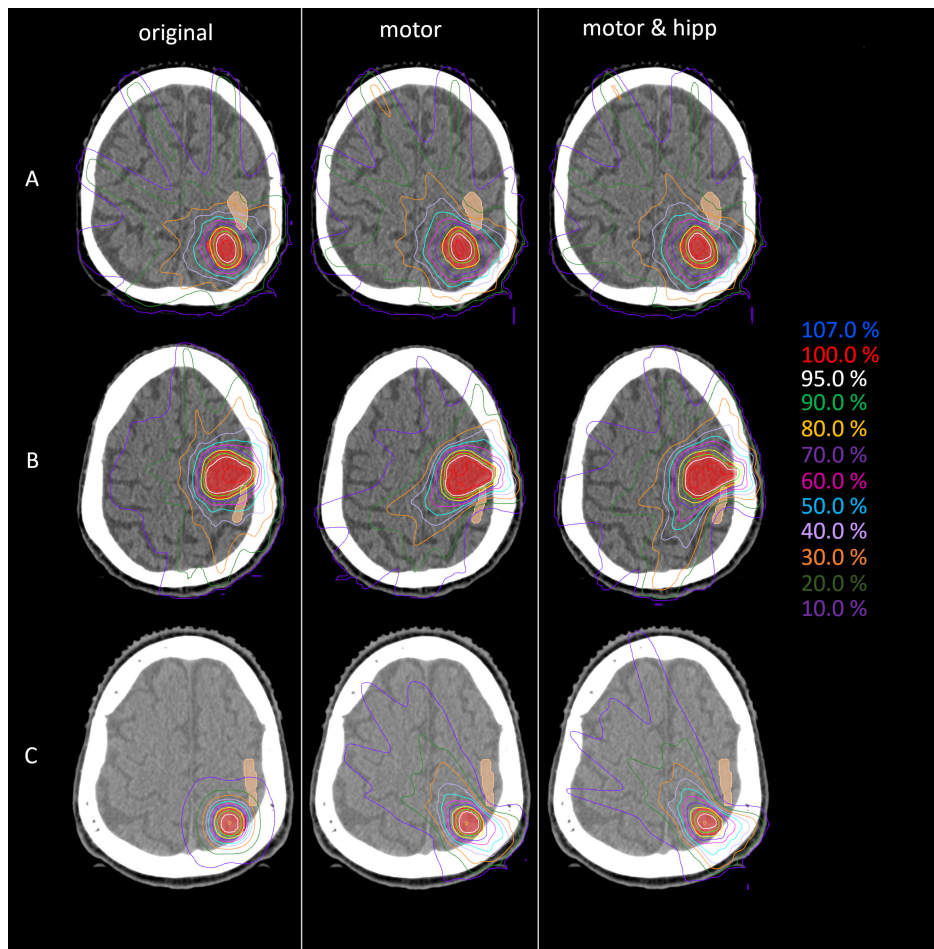 original
motor
motor & hipp
A
B
C
107.0 %
100.0 %
95.0 %
90.0 %
80.0 %
70.0 %
60.0 %
50.0 %
40.0 %
30.0 %
20.0 %
10.0 %